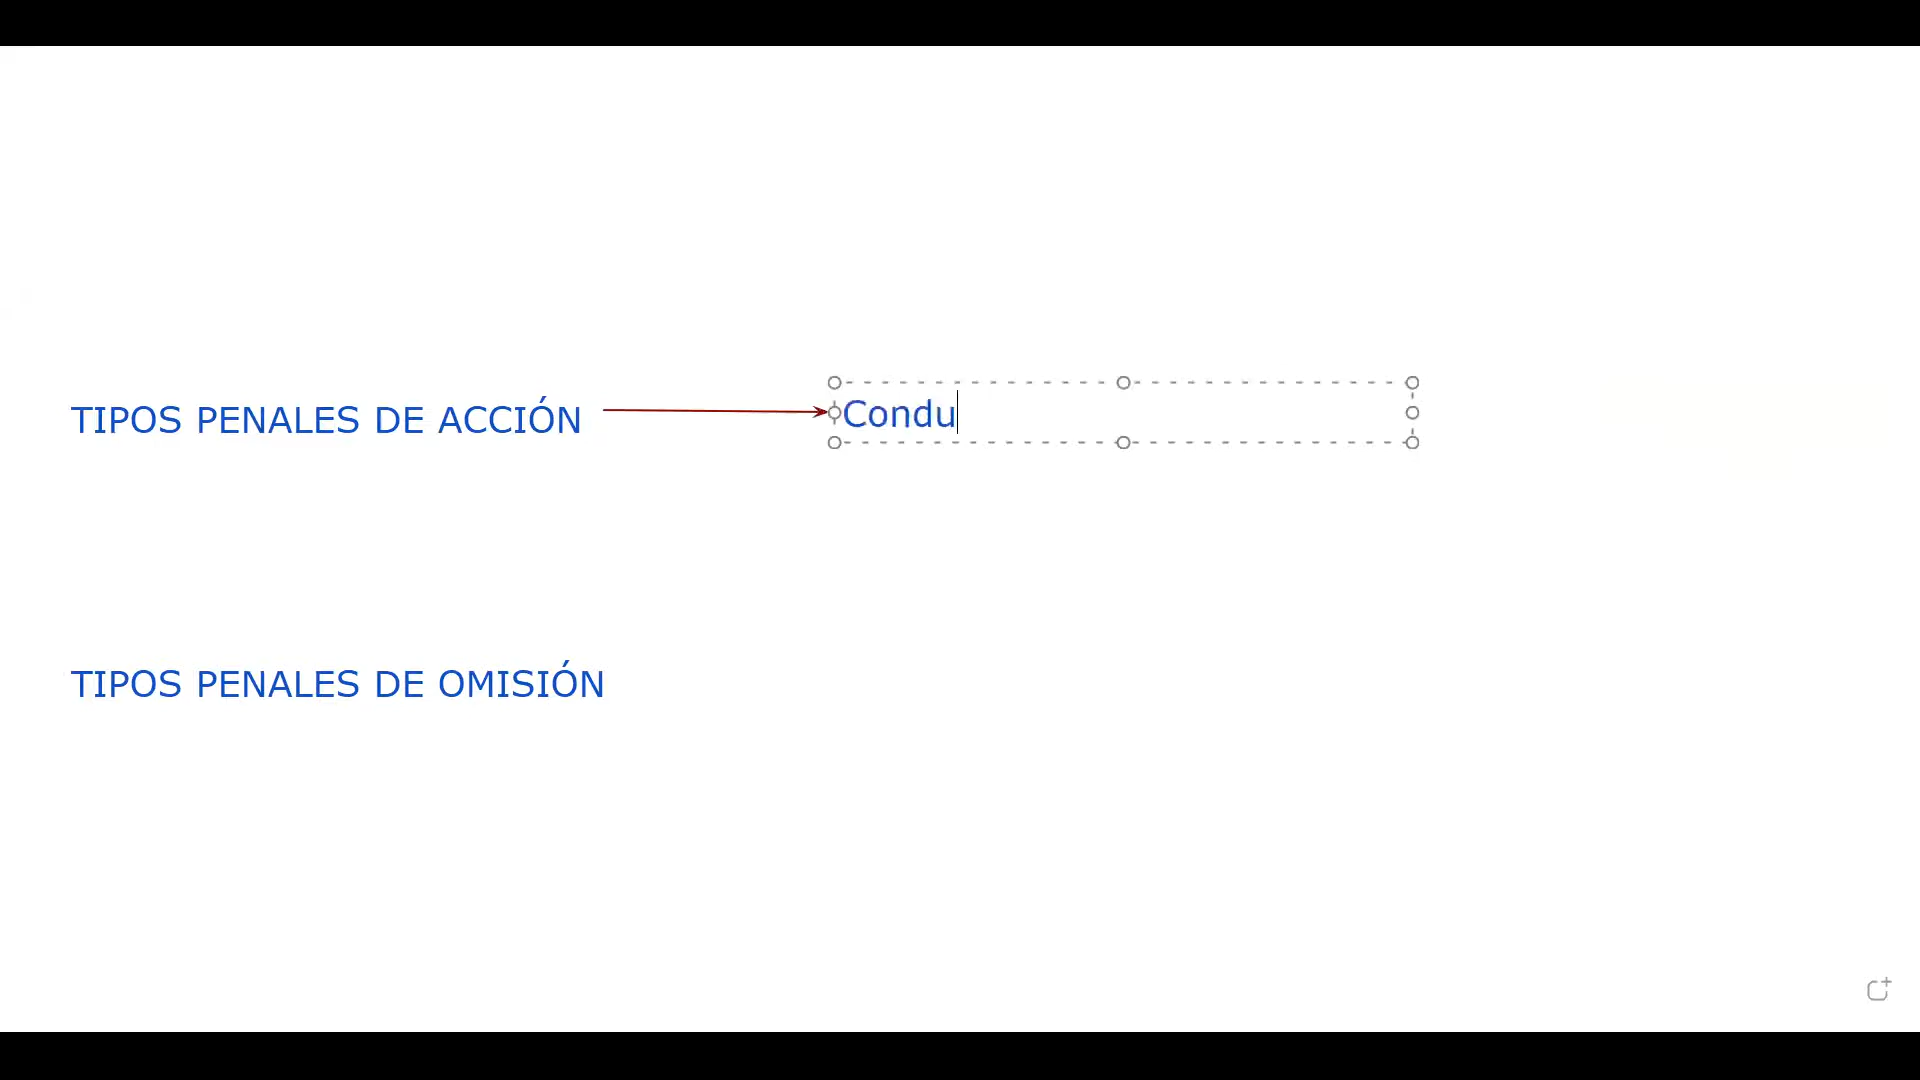 TIPOS PENALES DE ACCIÓN
Condu
TIPOS PENALES DE OMISIÓN